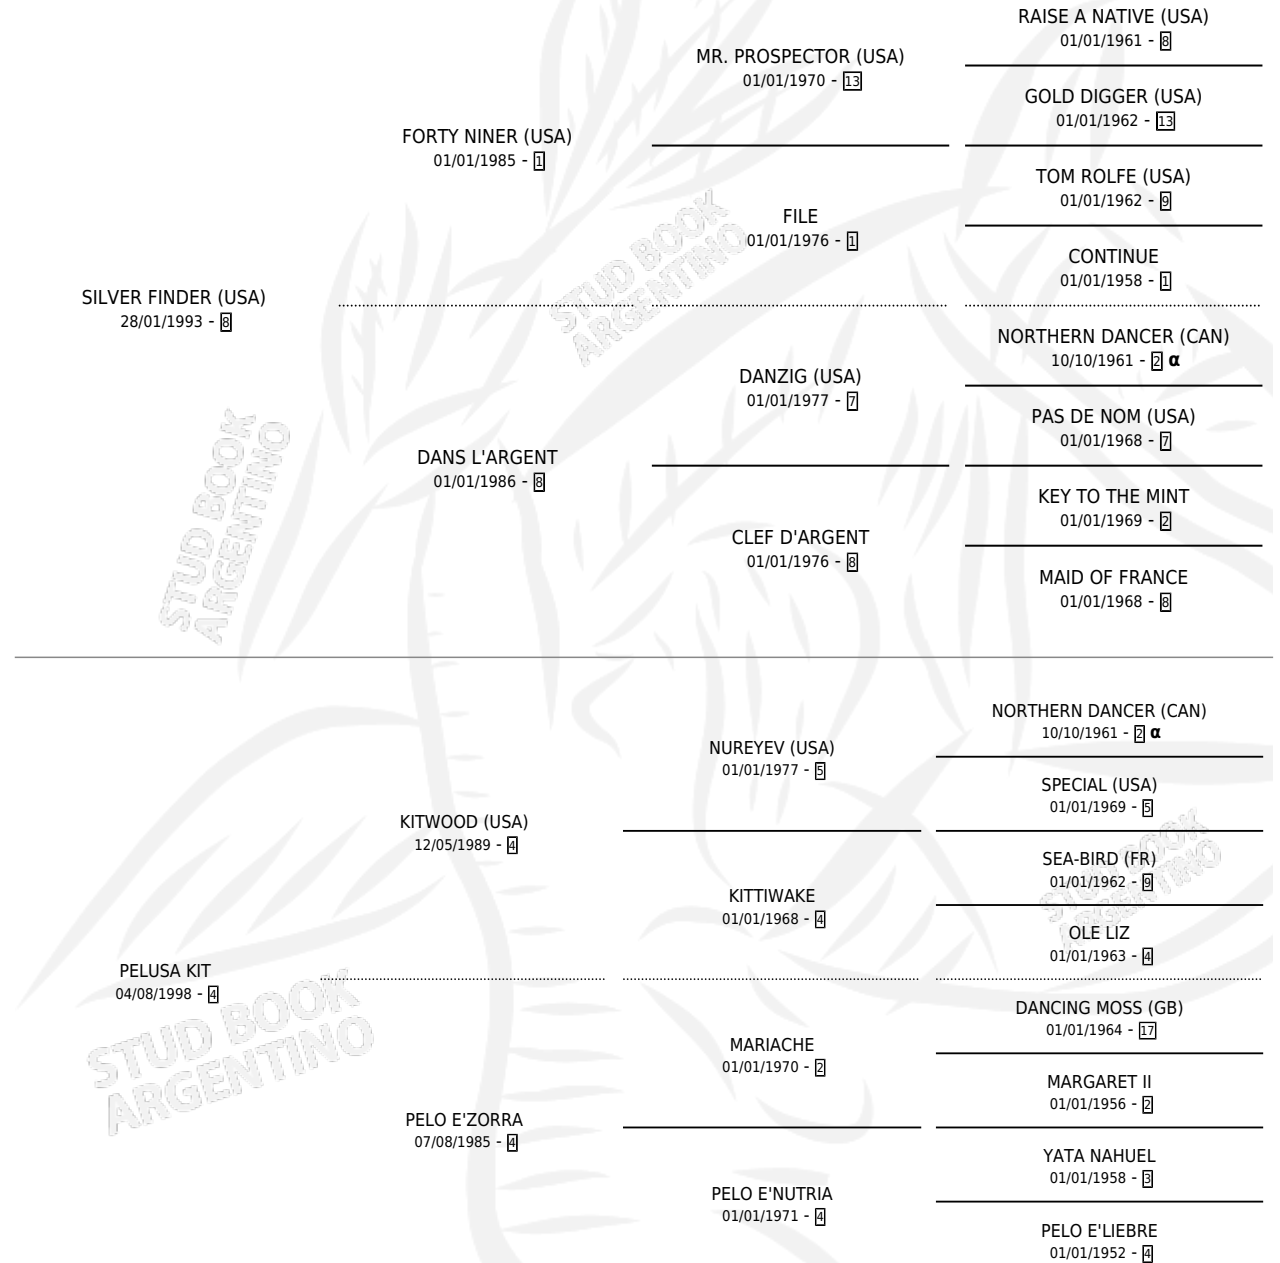 RAISE A NATIVE (USA)
01/01/1961 - 8
MR. PROSPECTOR (USA)
01/01/1970 - 13
GOLD DIGGER (USA)
01/01/1962 - 13
FORTY NINER (USA)
01/01/1985 - 1
TOM ROLFE (USA)
01/01/1962 - 9
FILE
01/01/1976 - 1
CONTINUE
01/01/1958 - 1
SILVER FINDER (USA)
28/01/1993 - 8
NORTHERN DANCER (CAN)
10/10/1961 - 2 α
DANZIG (USA)
01/01/1977 - 7
PAS DE NOM (USA)
01/01/1968 - 7
DANS L'ARGENT
01/01/1986 - 8
KEY TO THE MINT
01/01/1969 - 2
CLEF D'ARGENT
01/01/1976 - 8
MAID OF FRANCE
01/01/1968 - 8
NORTHERN DANCER (CAN)
10/10/1961 - 2 α
NUREYEV (USA)
01/01/1977 - 5
SPECIAL (USA)
01/01/1969 - 5
KITWOOD (USA)
12/05/1989 - 4
SEA-BIRD (FR)
01/01/1962 - 9
KITTIWAKE
01/01/1968 - 4
OLE LIZ
01/01/1963 - 4
PELUSA KIT
04/08/1998 - 4
DANCING MOSS (GB)
01/01/1964 - 17
MARIACHE
01/01/1970 - 2
MARGARET II
01/01/1956 - 2
PELO E'ZORRA
07/08/1985 - 4
YATA NAHUEL
01/01/1958 - 3
PELO E'NUTRIA
01/01/1971 - 4
PELO E'LIEBRE
01/01/1952 - 4
STUD BOOK
ARGENTINO
STUD BOOK
ARGENTINO
STUD BOOK
ARGENTINO
STUD BOOK
ARGENTINO